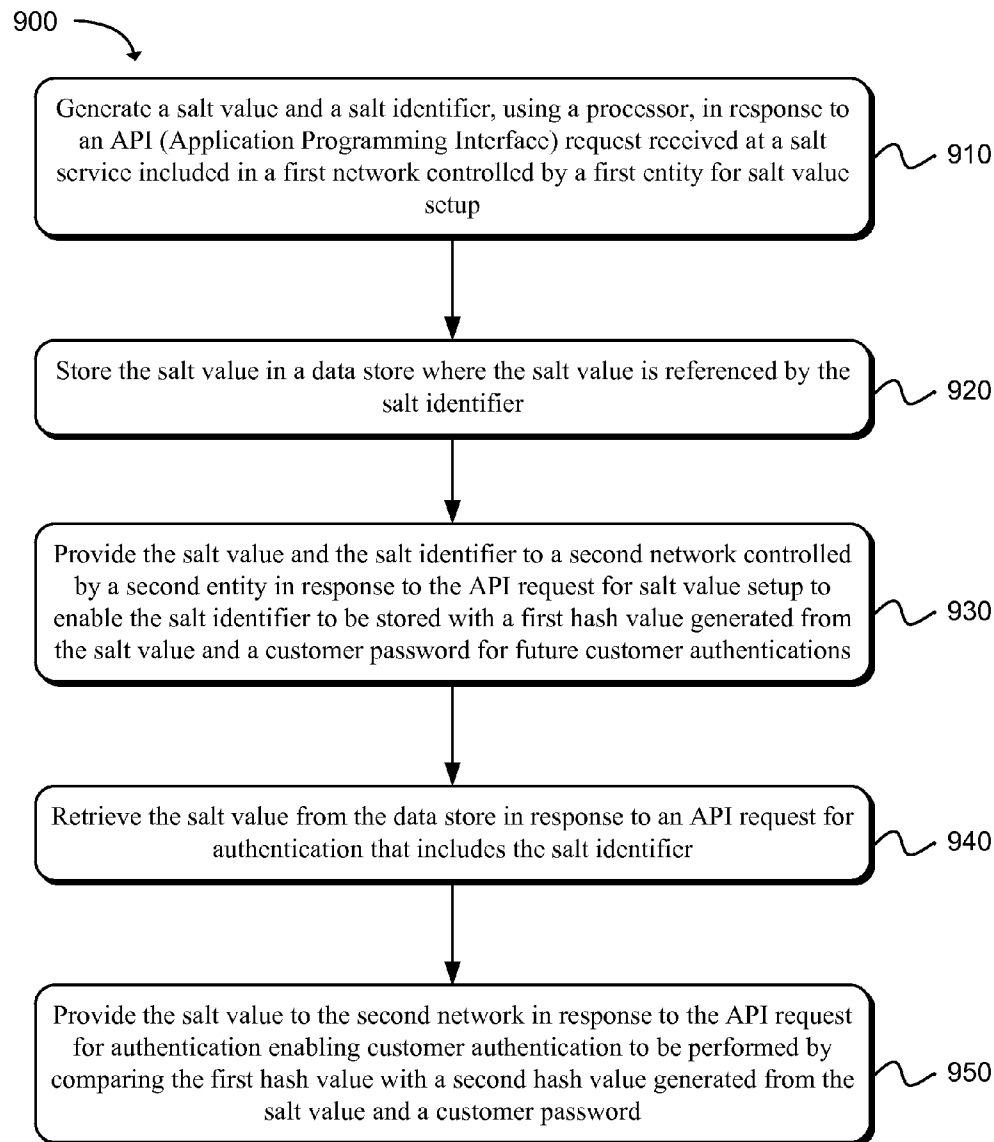 900
Generate a salt value and a salt identifier, using a processor, in response to
an API (Application Programming Interface) request received at a salt
service included in a first network controlled by a first entity for salt value
setup
910
Store the salt value in a data store where the salt value is referenced by the
salt identifier
920
Provide the salt value and the salt identifier to a second network controlled
by a second entity in response to the API request for salt value setup to
enable the salt identifier to be stored with a first hash value generated from
the salt value and a customer password for future customer authentications
930
Retrieve the salt value from the data store in response to an API request for
authentication that includes the salt identifier
940
Provide the salt value to the second network in response to the API request
for authentication enabling customer authentication to be performed by
comparing the first hash value with a second hash value generated from the
salt value and a customer password
950